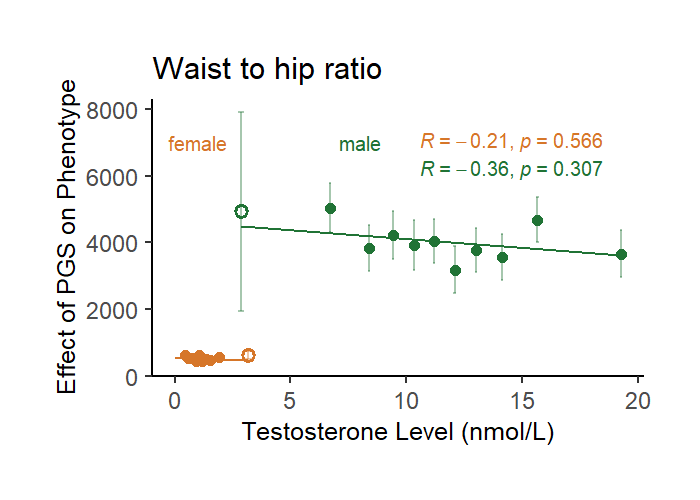 Waist to hip ratio
Effect of PGS on Phenotype
8000
6000
4000
2000
0
female
male
R = −0.21, p = 0.566
R = −0.36, p = 0.307
0 5 10 15 20
Testosterone Level (nmol/L)